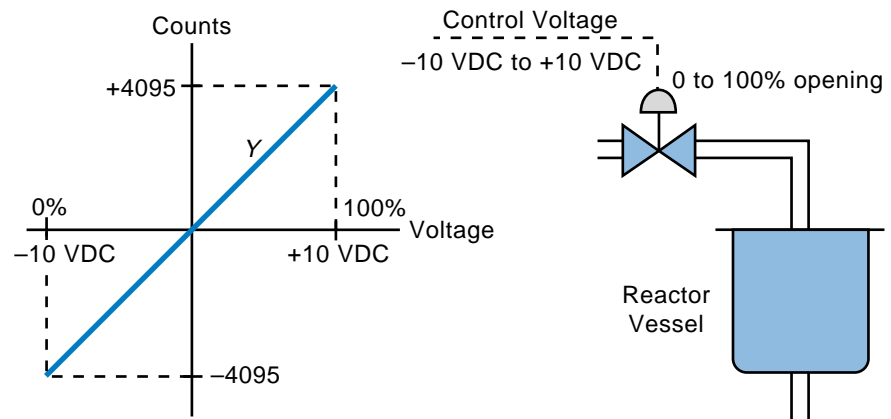 Counts
+4095
Y
0%
100%
Voltage
–10 VDC
+10 VDC
–4095
Control Voltage
–10 VDC to +10 VDC
0 to 100% opening
Reactor
Vessel